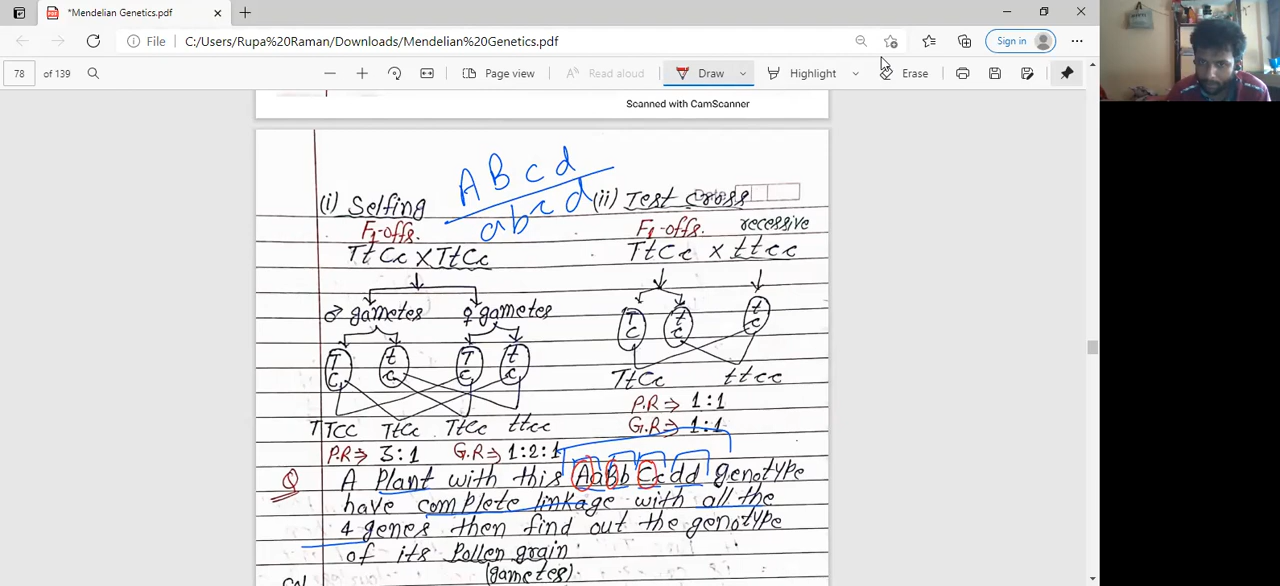 *Mendelian Genetics.pdf
File C:/Users/Rupa%20Raman/Downloads/Mendelian%20Genetics.pdf
Sign in
78 of 139
Page view
Read aloud
Draw
Highlight
Erase
Scanned with CamScanner
A B c d
a b c d
(i) Selfing
(ii) Test cross
F1-offs.
F1-offs. recessive
TtCc X TtCc
TtCc X ttcc
♂ gametes ♀ gametes
T t T t
C c C c
T t t
C c c
TTCC TtCc TtCc ttcc
TtCc ttcc
P.R ⇒ 1:1
G.R ⇒ 1:1
P.R ⇒ 3:1 G.R ⇒ 1:2:1
Q A Plant with this AaBbCcdd genotype
have complete linkage with all the
4 genes then find out the genotype
of its Pollen grain.
(gametes).